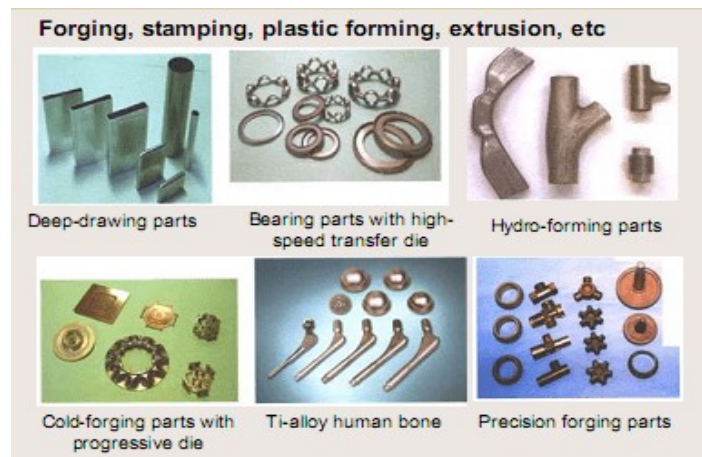 Forging, stamping, plastic forming, extrusion, etc
Deep-drawing parts
Bearing parts with high-
speed transfer die
Hydro-forming parts
Cold-forging parts with
progressive die
Ti-alloy human bone
Precision forging parts